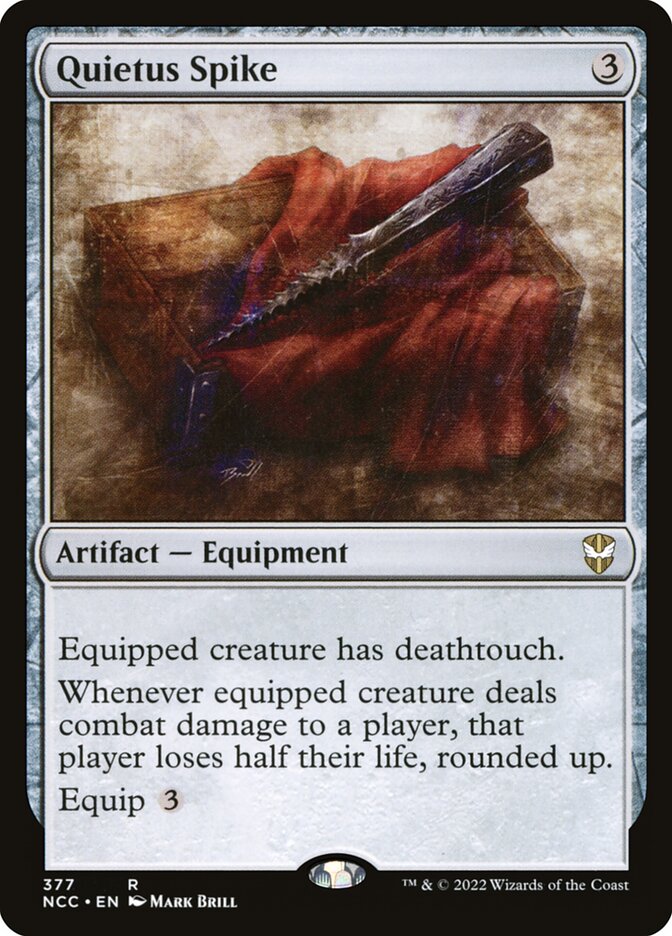 Quietus Spike 3
Brill
Artifact — Equipment
Equipped creature has deathtouch.
Whenever equipped creature deals
combat damage to a player, that
player loses half their life, rounded up.
Equip 3
377 R
NCC • EN Mark Brill
™ & © 2022 Wizards of the Coast